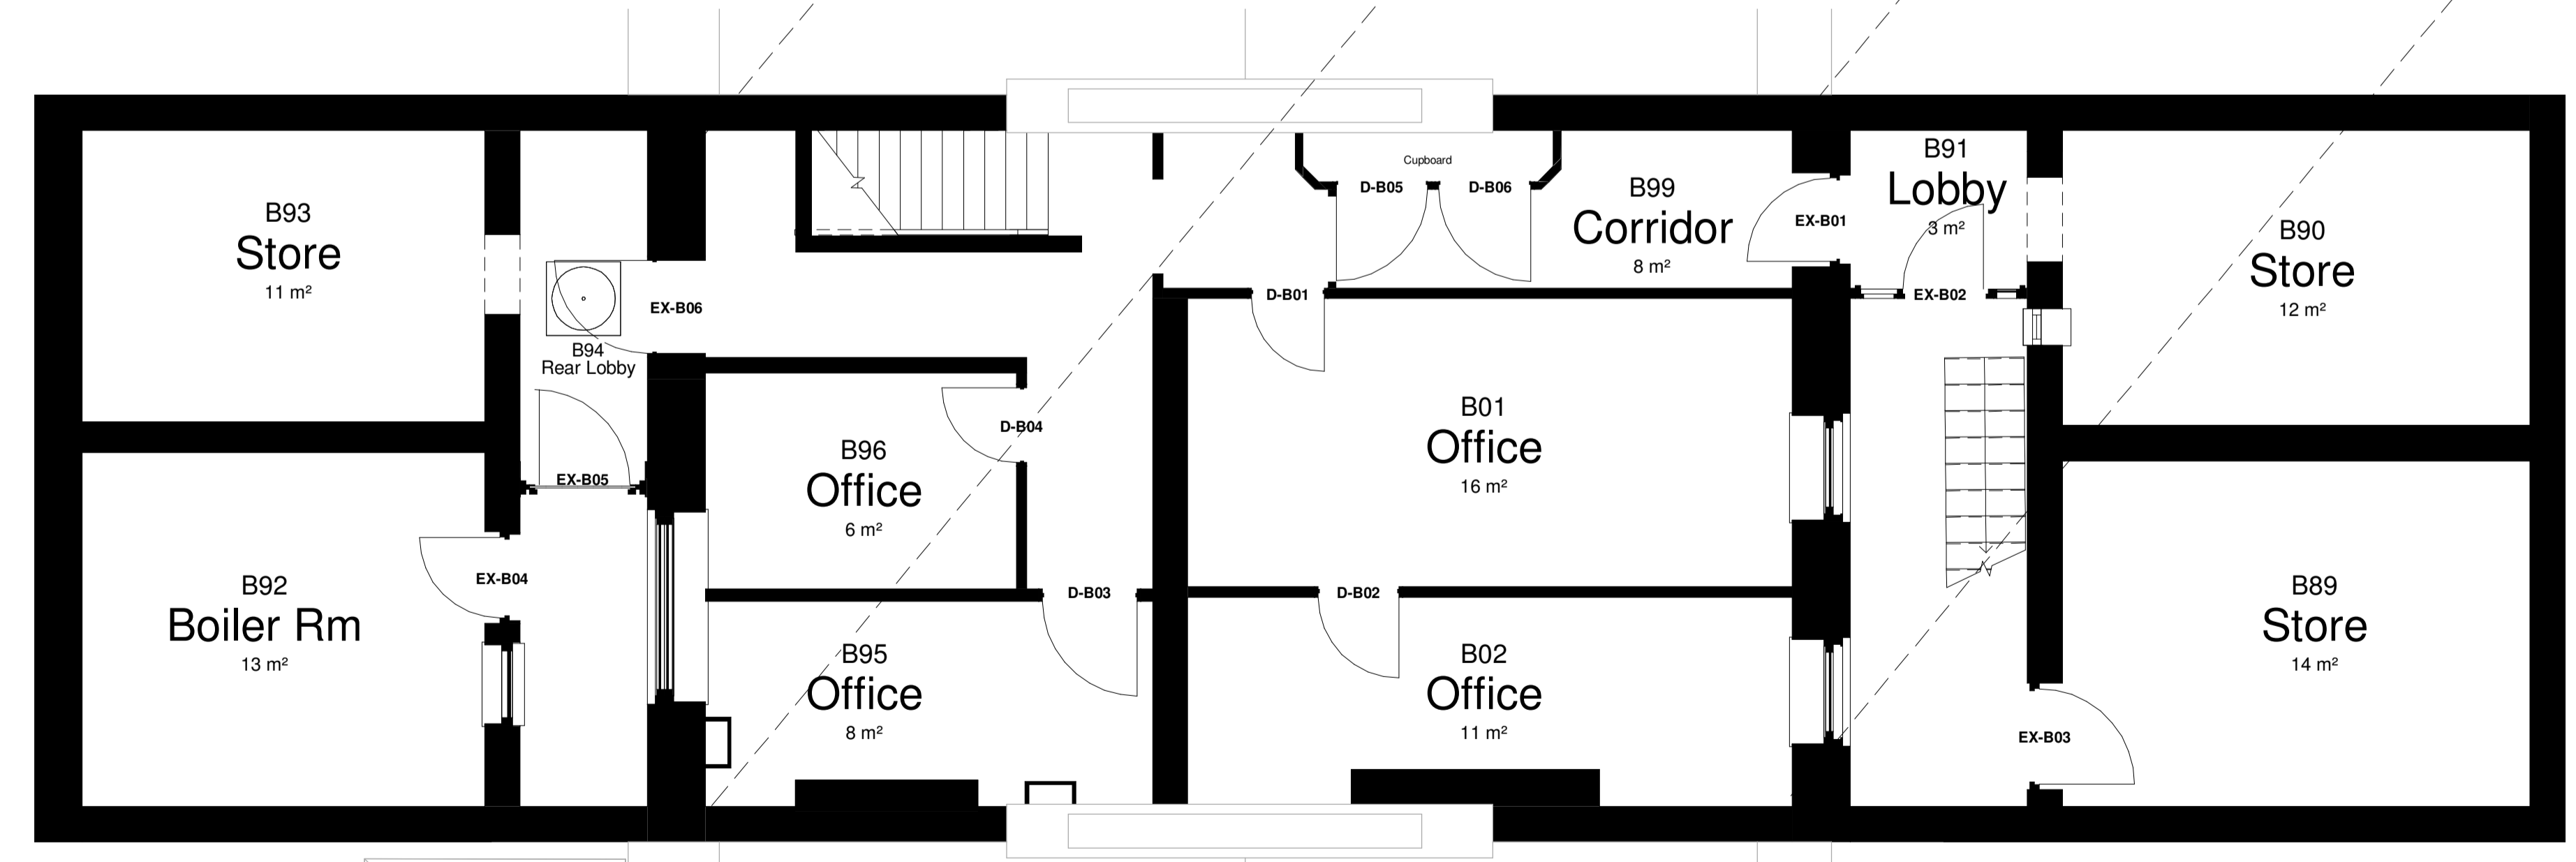 B93
Store
11 m²
EX-B06
B94
Rear Lobby
EX-B05
B92
Boiler Rm
13 m²
EX-B04
B96
Office
6 m²
D-B04
D-B03
B95
Office
8 m²
Cupboard
D-B05
D-B06
D-B01
B99
Corridor
8 m²
EX-B01
B01
Office
16 m²
D-B02
B02
Office
11 m²
B91
Lobby
3 m²
EX-B02
B90
Store
12 m²
B89
Store
14 m²
EX-B03